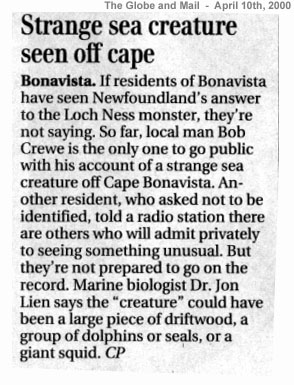 The Globe and Mail - April 10th, 2000
Strange sea creature
seen off cape
Bonavista. If residents of Bonavista
have seen Newfoundland's answer
to the Loch Ness monster, they're
not saying. So far, local man Bob
Crewe is the only one to go public
with his account of a strange sea
creature off Cape Bonavista. An-
other resident, who asked not to be
identified, told a radio station there
are others who will admit privately
to seeing something unusual. But
they're not prepared to go on the
record. Marine biologist Dr. Jon
Lien says the “creature” could have
been a large piece of driftwood, a
group of dolphins or seals, or a
giant squid. CP